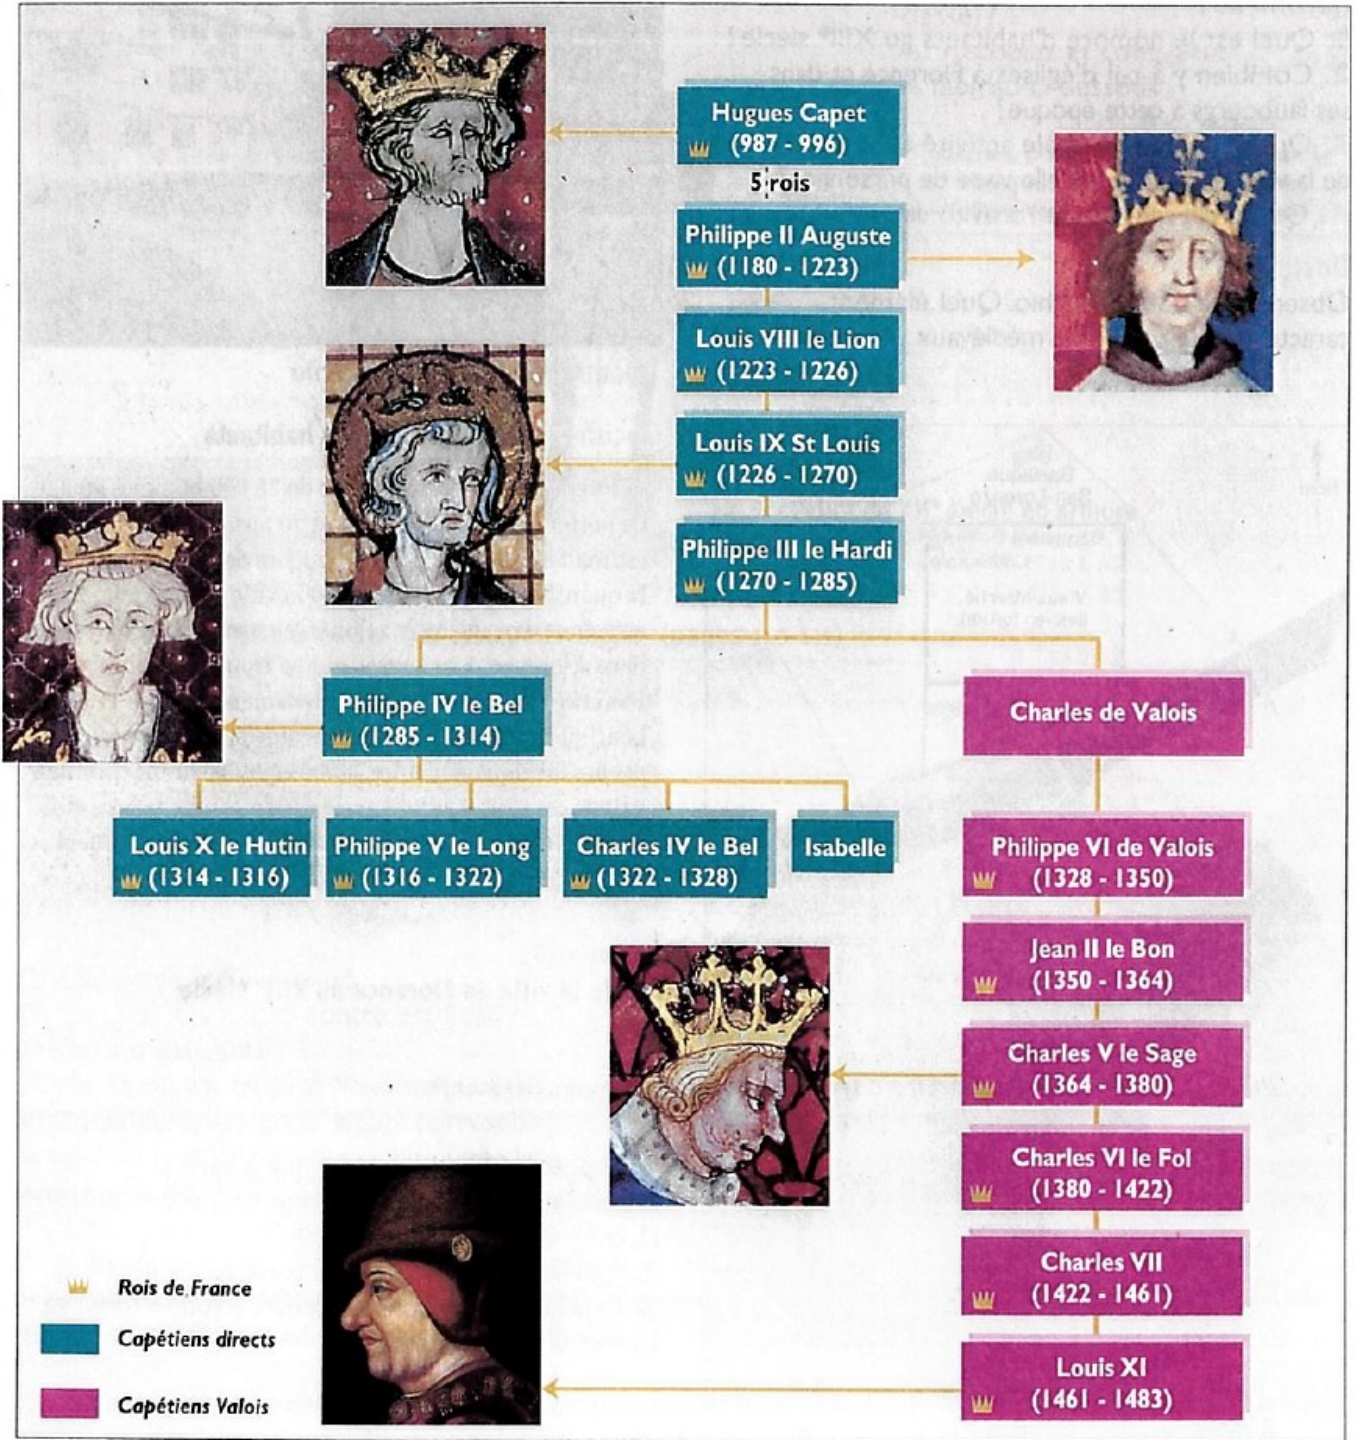 Hugues Capet
(987 - 996)
5 rois
Philippe II Auguste
(1180 - 1223)
Louis VIII le Lion
(1223 - 1226)
Louis IX St Louis
(1226 - 1270)
Philippe III le Hardi
(1270 - 1285)
Philippe IV le Bel
(1285 - 1314)
Charles de Valois
Louis X le Hutin
(1314 - 1316)
Philippe V le Long
(1316 - 1322)
Charles IV le Bel
(1322 - 1328)
Isabelle
Philippe VI de Valois
(1328 - 1350)
Jean II le Bon
(1350 - 1364)
Charles V le Sage
(1364 - 1380)
Charles VI le Fol
(1380 - 1422)
Charles VII
(1422 - 1461)
Louis XI
(1461 - 1483)
Rois de France
Capétiens directs
Capétiens Valois